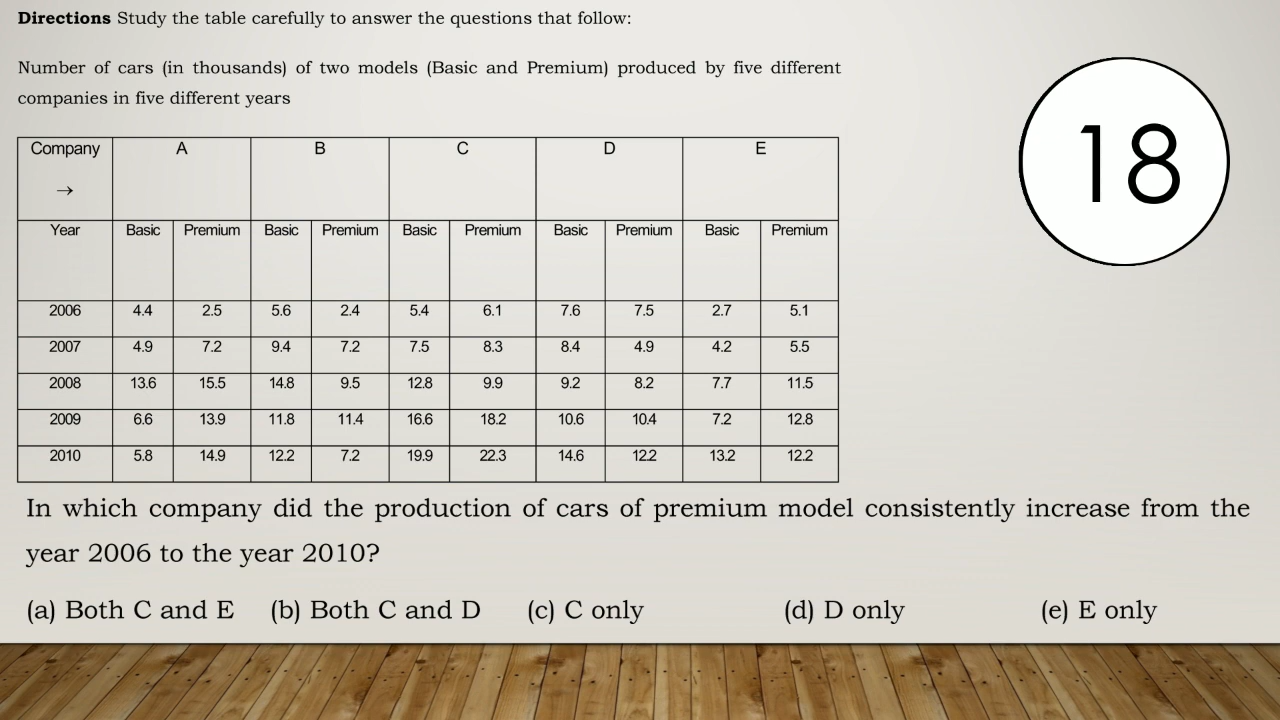 Directions Study the table carefully to answer the questions that follow:
Number of cars (in thousands) of two models (Basic and Premium) produced by five different
companies in five different years
18
Company → A B C D E
Year Basic Premium Basic Premium Basic Premium Basic Premium Basic Premium
2006 4.4 2.5 5.6 2.4 5.4 6.1 7.6 7.5 2.7 5.1
2007 4.9 7.2 9.4 7.2 7.5 8.3 8.4 4.9 4.2 5.5
2008 13.6 15.5 14.8 9.5 12.8 9.9 9.2 8.2 7.7 11.5
2009 6.6 13.9 11.8 11.4 16.6 18.2 10.6 10.4 7.2 12.8
2010 5.8 14.9 12.2 7.2 19.9 22.3 14.6 12.2 13.2 12.2
In which company did the production of cars of premium model consistently increase from the
year 2006 to the year 2010?
(a) Both C and E (b) Both C and D (c) C only (d) D only (e) E only